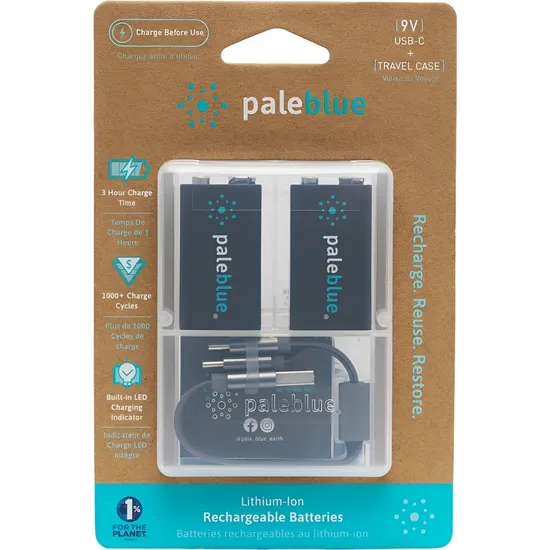 Charge Before Use
Charger avant d'utiliser
[9V]
USB-C
+
[TRAVEL CASE]
Valise de Voyage
paleblue
3 Hour Charge
Time
Temps De
Charge de 3
Heure
1000+ Charge
Cycles
Plus de 1000
Cycles de
charge
Built-in LED
Charging
Indicator
Indicateur de
Charge LED
intégré
paleblue®
paleblue®
paleblue
@pale_blue_earth
Recharge. Reuse. Restore.
1%
FOR THE
PLANET
Lithium-Ion
Rechargeable Batteries
Batteries rechargeables au lithium-ion